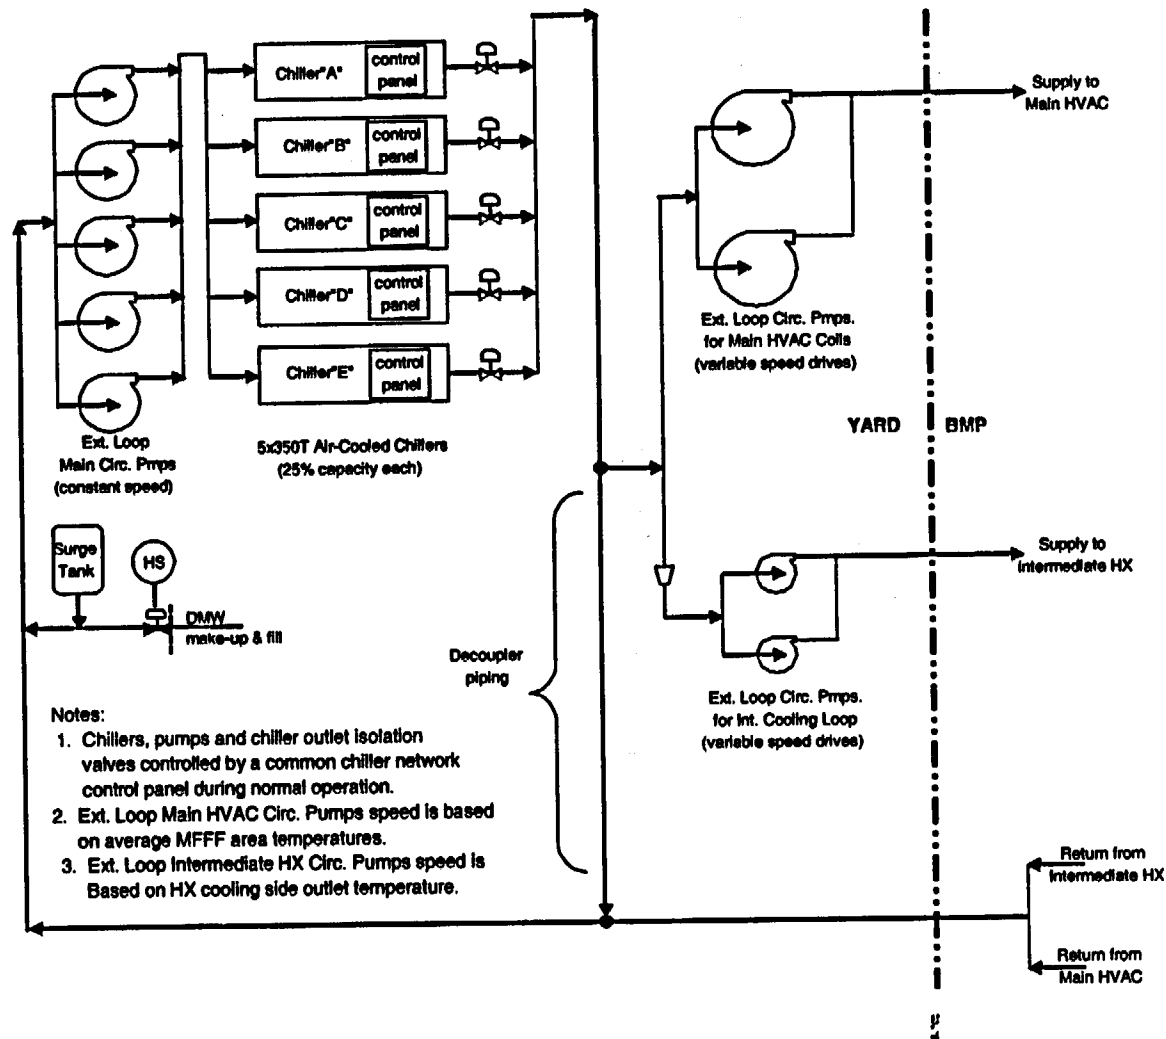 Chiller"A"
control
panel
Chiller"B"
control
panel
Chiller"C"
control
panel
Chiller"D"
control
panel
Chiller"E"
control
panel
Ext. Loop
Main Circ. Pmps
(constant speed)
5x350T Air-Cooled Chillers
(25% capacity each)
Supply to
Main HVAC
Ext. Loop Circ. Pmps.
for Main HVAC Coils
(variable speed drives)
YARD
BMP
Surge
Tank
HS
DMW
make-up & fill
Supply to
Intermediate HX
Decoupler
piping
Ext. Loop Circ. Pmps.
for Int. Cooling Loop
(variable speed drives)
Notes:
1. Chillers, pumps and chiller outlet isolation
valves controlled by a common chiller network
control panel during normal operation.
2. Ext. Loop Main HVAC Circ. Pumps speed is based
on average MFFF area temperatures.
3. Ext. Loop Intermediate HX Circ. Pumps speed is
Based on HX cooling side outlet temperature.
Return from
Intermediate HX
Return from
Main HVAC